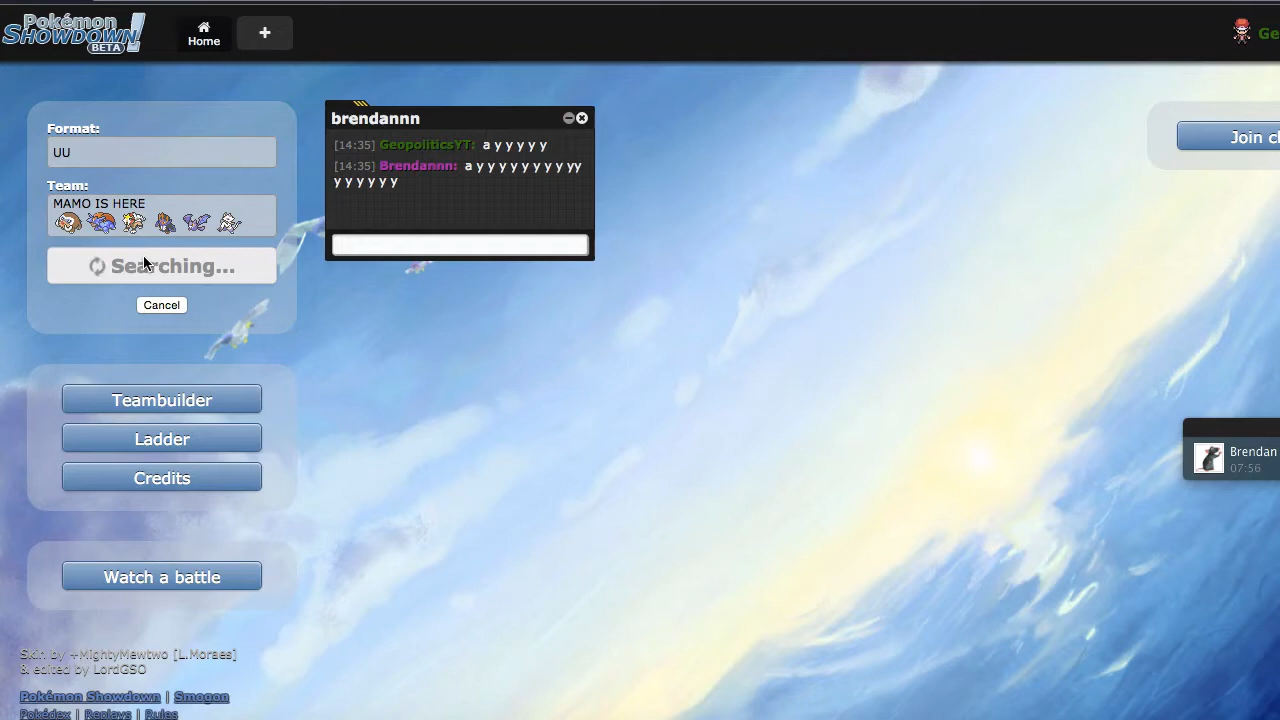 Pokémon
SHOWDOWN!
BETA
Home
+
Ge
Format:
UU
Team:
MAMO IS HERE
Searching...
Cancel
brendannn
[14:35] GeopoliticsYT: a y y y y y
[14:35] Brendannn: a y y y y y y y y yy
y y y y y y
Join c
Teambuilder
Ladder
Credits
Brendan
07:56
Watch a battle
Skin by +MightyMewtwo [L.Moraes]
& edited by LordGSO
Pokémon Showdown | Smogon
Pokédex | Replays | Rules